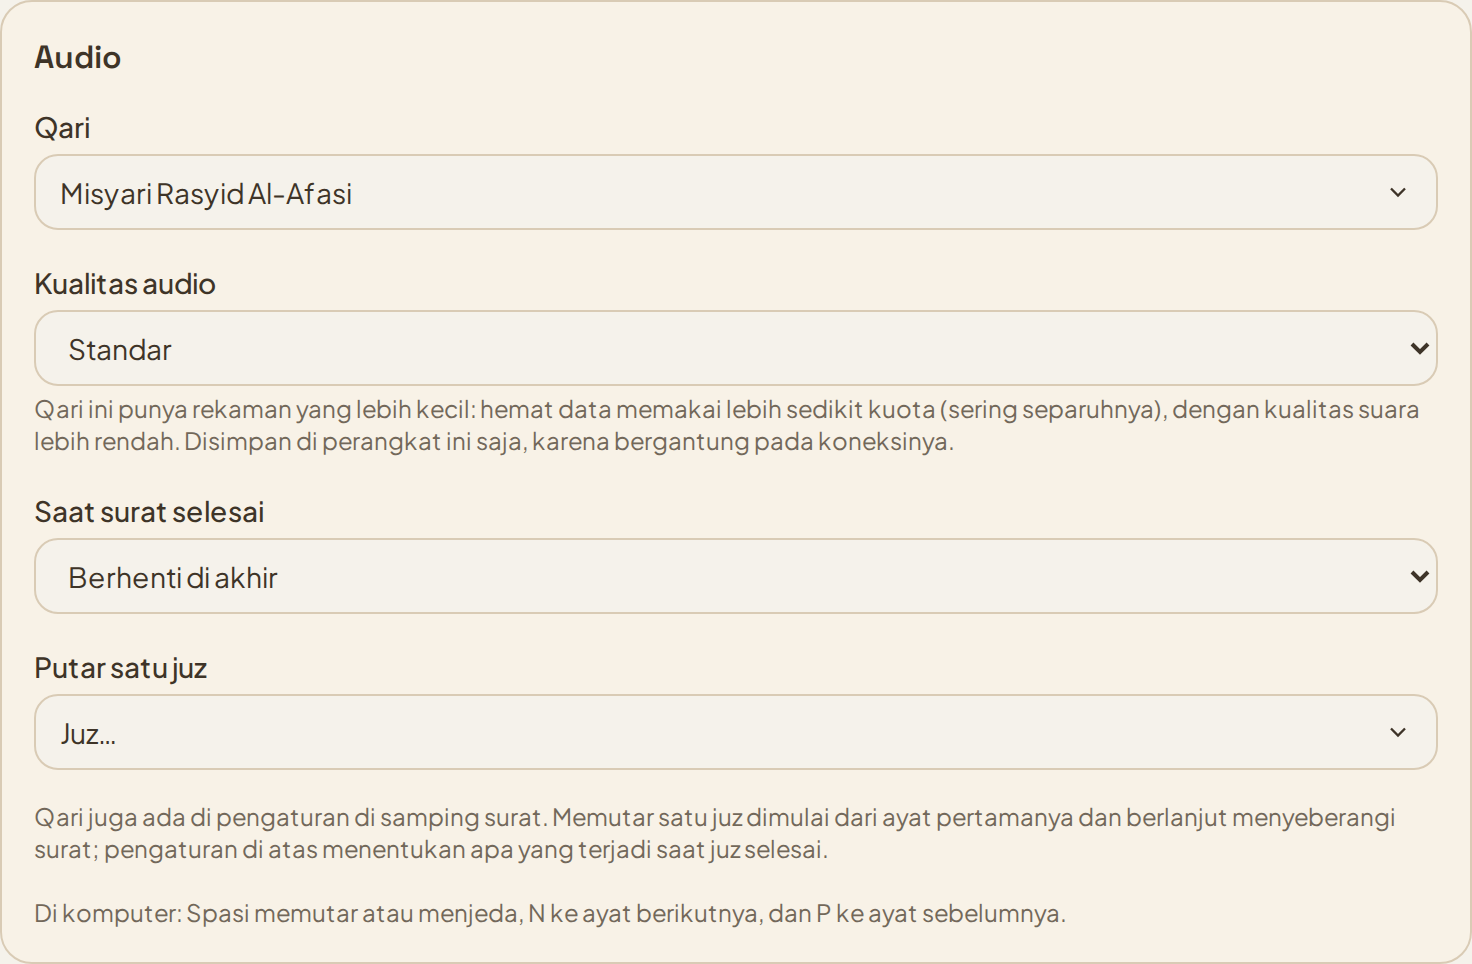 Audio
Qari
Misyari Rasyid Al-Afasi
Kualitas audio
Standar
Qari ini punya rekaman yang lebih kecil: hemat data memakai lebih sedikit kuota (sering separuhnya), dengan kualitas suara
lebih rendah. Disimpan di perangkat ini saja, karena bergantung pada koneksinya.
Saat surat selesai
Berhenti di akhir
Putar satu juz
Juz...
Qari juga ada di pengaturan di samping surat. Memutar satu juz dimulai dari ayat pertamanya dan berlanjut menyeberangi
surat; pengaturan di atas menentukan apa yang terjadi saat juz selesai.
Di komputer: Spasi memutar atau menjeda, N ke ayat berikutnya, dan P ke ayat sebelumnya.